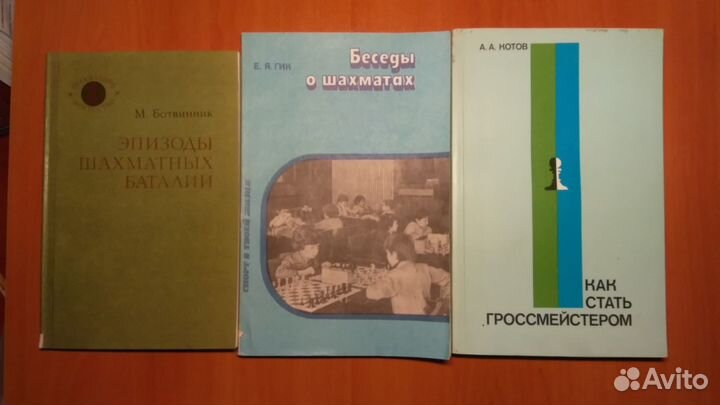 М. Ботвинник
ЭПИЗОДЫ
ШАХМАТНЫХ
БАТАЛИЙ
Е. Я. ГИК
Беседы
о шахматах
СПОРТ В ТВОЕЙ ЖИЗНИ
А. А. КОТОВ
КАК
СТАТЬ
ГРОССМЕЙСТЕРОМ
Avito